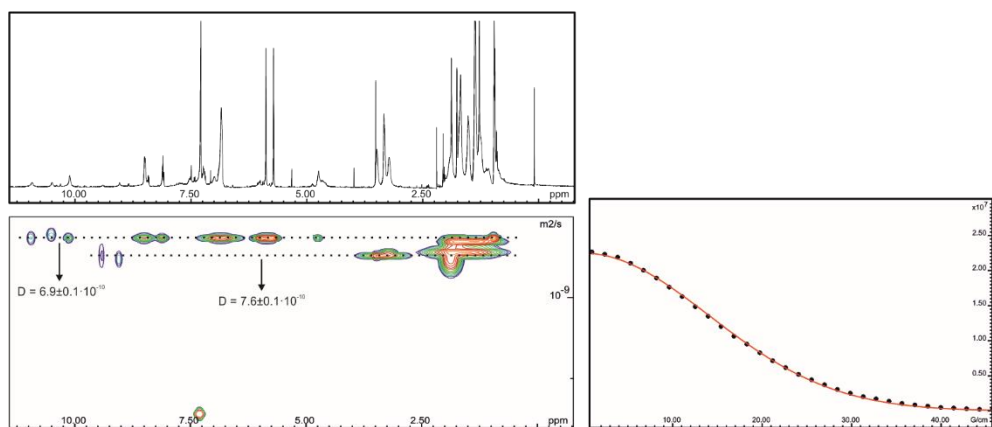 10.00 7.50 5.00 2.50 ppm
m2/s
D = 6.9±0.1·10⁻¹⁰
D = 7.6±0.1·10⁻¹⁰
10⁻⁹
10.00 7.50 5.00 2.50 ppm
x10⁷
2.50
2.00
1.50
1.00
0.50
10.00 20.00 30.00 40.00 G/cm